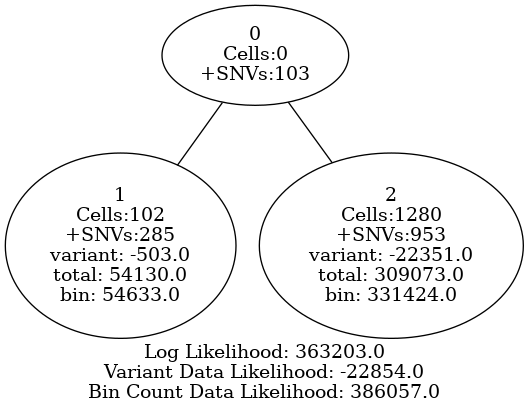 0
Cells:0
+SNVs:103
1
Cells:102
+SNVs:285
variant: -503.0
total: 54130.0
bin: 54633.0
2
Cells:1280
+SNVs:953
variant: -22351.0
total: 309073.0
bin: 331424.0
Log Likelihood: 363203.0
Variant Data Likelihood: -22854.0
Bin Count Data Likelihood: 386057.0